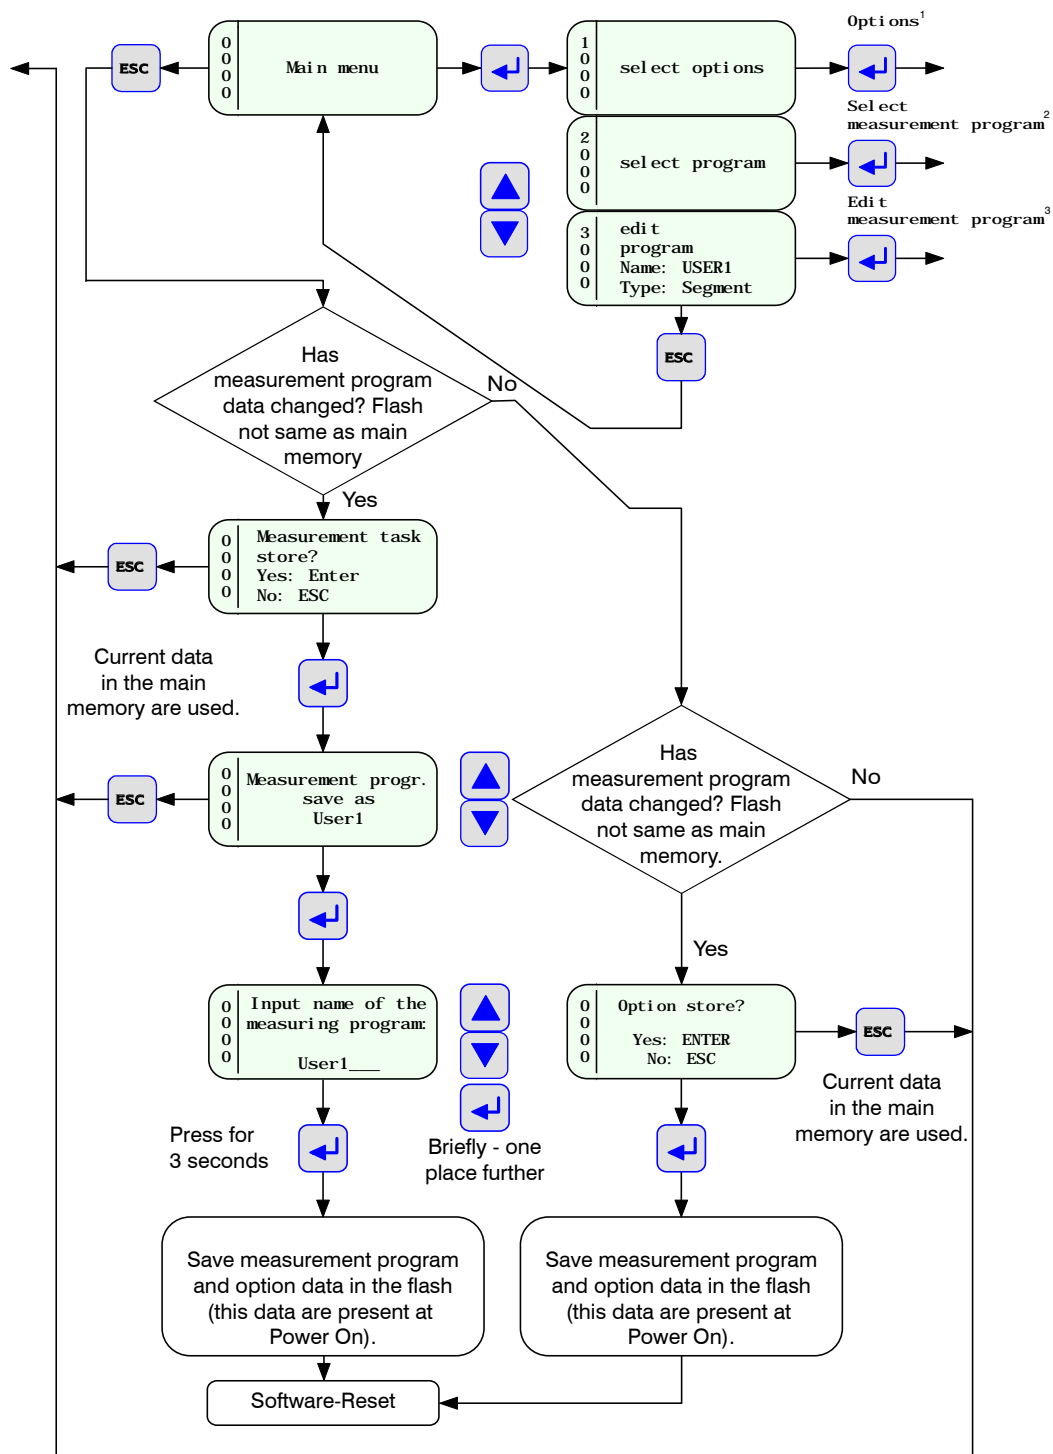 Options¹
0
0
0
0
Main menu
ESC
1
0
0
0
select options
Select
measurement program²
2
0
0
0
select program
Edit
measurement program³
3
0
0
0
edit
program
Name: USER1
Type: Segment
ESC
Has
measurement program
data changed? Flash
not same as main
memory
No
Yes
0
0
0
0
Measurement task
store?
Yes: Enter
No: ESC
ESC
Current data
in the main
memory are used.
0
0
0
0
Measurement progr.
save as
User1
ESC
Has
measurement program
data changed? Flash
not same as main
memory.
No
Yes
0
0
0
0
Input name of the
measuring program:
User1___
0
0
0
0
Option store?
Yes: ENTER
No: ESC
ESC
Current data
in the main
memory are used.
Press for
3 seconds
Briefly - one
place further
Save measurement program
and option data in the flash
(this data are present at
Power On).
Save measurement program
and option data in the flash
(this data are present at
Power On).
Software-Reset